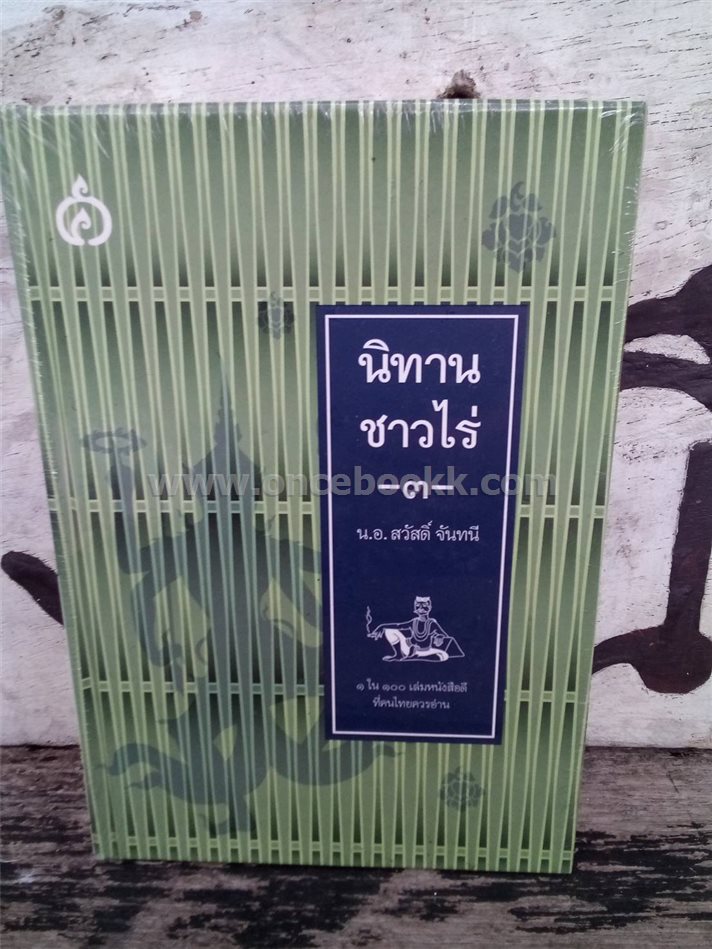 นิทาน
ชาวไร่
-๓-
น.อ. สวัสดิ์ จันทนี
๑ ใน ๑๐๐ เล่มหนังสือดี
ที่คนไทยควรอ่าน
www.oncebookk.com